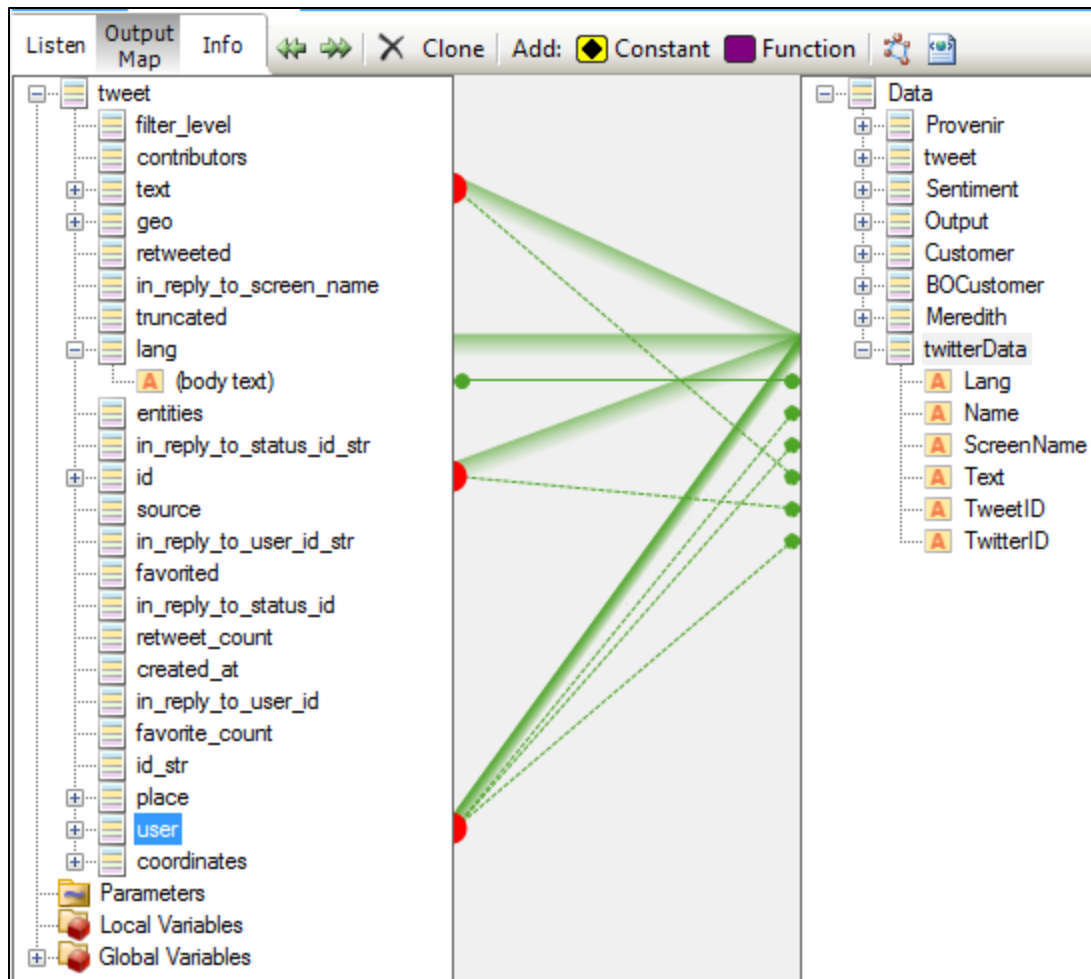 Listen Output Map Info Clone Add: Constant Function
tweet
filter_level
contributors
text
geo
retweeted
in_reply_to_screen_name
truncated
lang
A (body text)
entities
in_reply_to_status_id_str
id
source
in_reply_to_user_id_str
favorited
in_reply_to_status_id
retweet_count
created_at
in_reply_to_user_id
favorite_count
id_str
place
user
coordinates
Parameters
Local Variables
Global Variables
Data
Provenir
tweet
Sentiment
Output
Customer
BOCustomer
Meredith
twitterData
A Lang
A Name
A ScreenName
A Text
A TweetID
A TwitterID